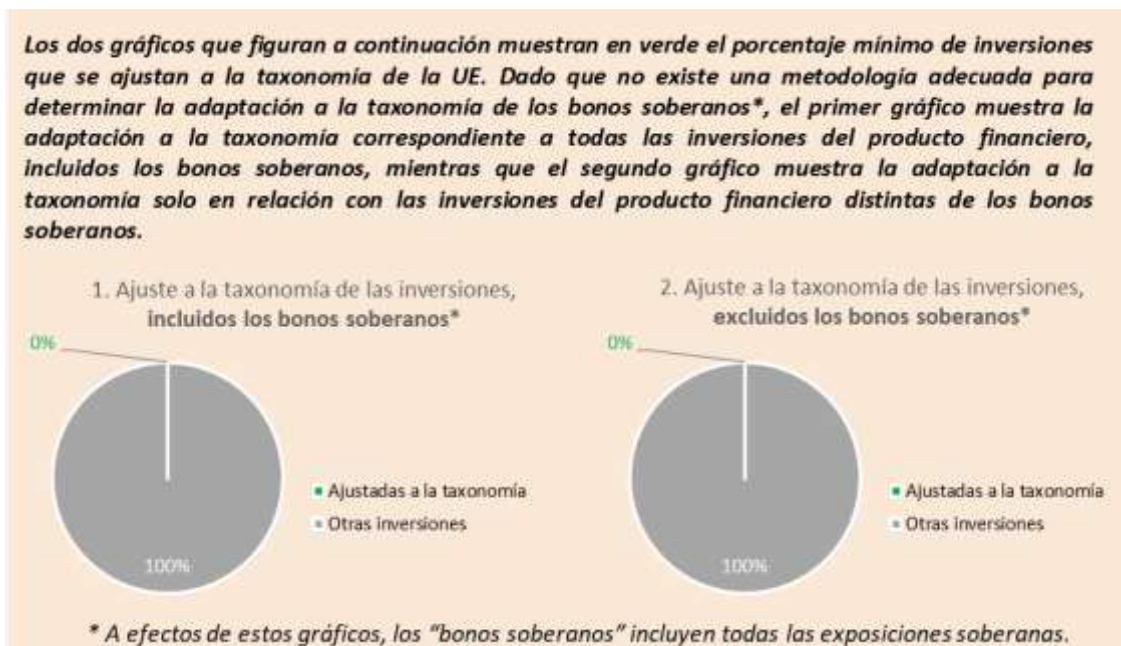 Los dos gráficos que figuran a continuación muestran en verde el porcentaje mínimo de inversiones
que se ajustan a la taxonomía de la UE. Dado que no existe una metodología adecuada para
determinar la adaptación a la taxonomía de los bonos soberanos*, el primer gráfico muestra la
adaptación a la taxonomía correspondiente a todas las inversiones del producto financiero,
incluidos los bonos soberanos, mientras que el segundo gráfico muestra la adaptación a la
taxonomía solo en relación con las inversiones del producto financiero distintas de los bonos
soberanos.
1. Ajuste a la taxonomía de las inversiones,
incluidos los bonos soberanos*
0%
100%
Ajustadas a la taxonomía
Otras inversiones
2. Ajuste a la taxonomía de las inversiones,
excluidos los bonos soberanos*
0%
100%
Ajustadas a la taxonomía
Otras inversiones
* A efectos de estos gráficos, los "bonos soberanos" incluyen todas las exposiciones soberanas.